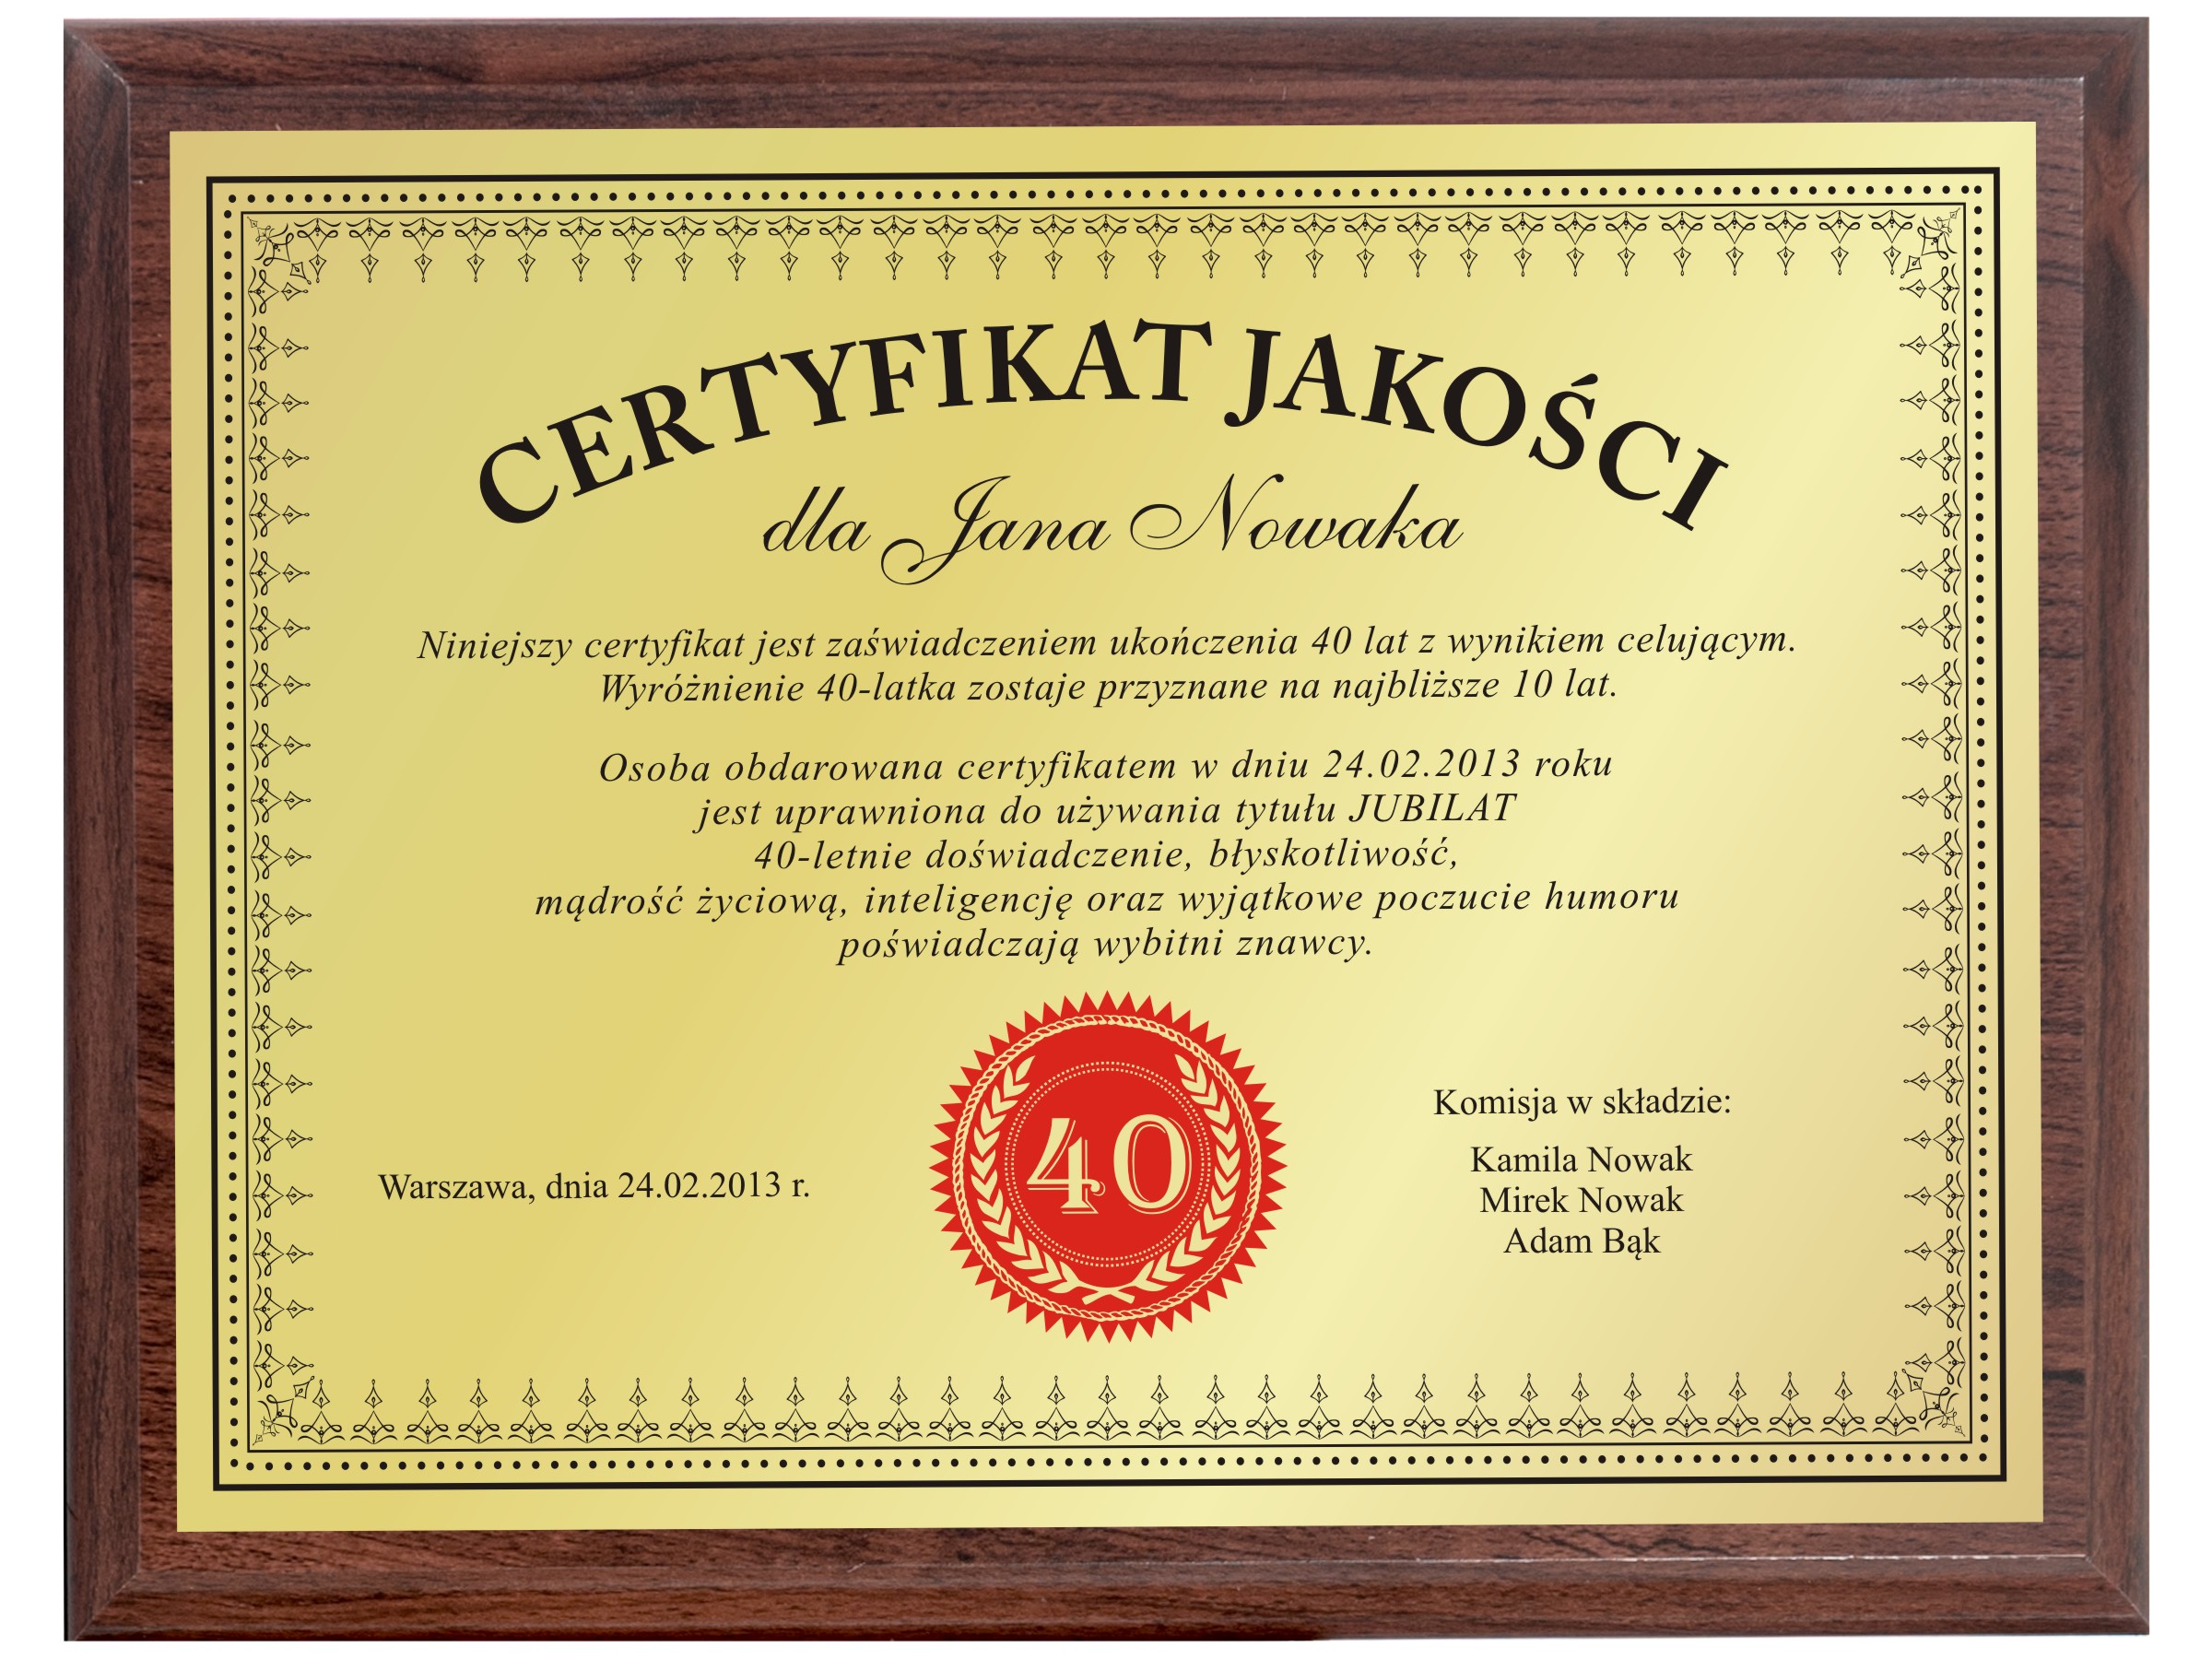 CERTYFIKAT JAKOŚCI
dla Jana Nowaka
Niniejszy certyfikat jest zaświadczeniem ukończenia 40 lat z wynikiem celującym.
Wyróżnienie 40-latka zostaje przyznane na najbliższe 10 lat.
Osoba obdarowana certyfikatem w dniu 24.02.2013 roku
jest uprawniona do używania tytułu JUBILAT
40-letnie doświadczenie, błyskotliwość,
mądrość życiową, inteligencję oraz wyjątkowe poczucie humoru
poświadczają wybitni znawcy.
Warszawa, dnia 24.02.2013 r.
40
Komisja w składzie:
Kamila Nowak
Mirek Nowak
Adam Bąk